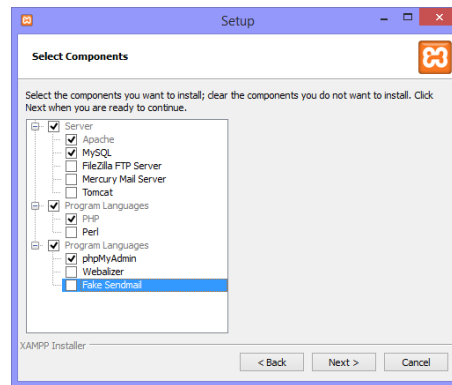 Setup
Select Components
Select the components you want to install; clear the components you do not want to install. Click
Next when you are ready to continue.
Server
Apache
MySQL
FileZilla FTP Server
Mercury Mail Server
Tomcat
Program Languages
PHP
Perl
Program Languages
phpMyAdmin
Webalizer
Fake Sendmail
XAMPP Installer
< Back
Next >
Cancel